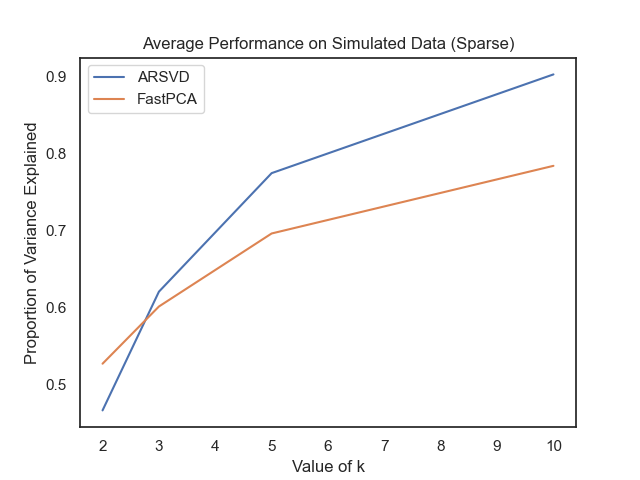 Average Performance on Simulated Data (Sparse)
ARSVD
FastPCA
Proportion of Variance Explained
0.9
0.8
0.7
0.6
0.5
2 3 4 5 6 7 8 9 10
Value of k